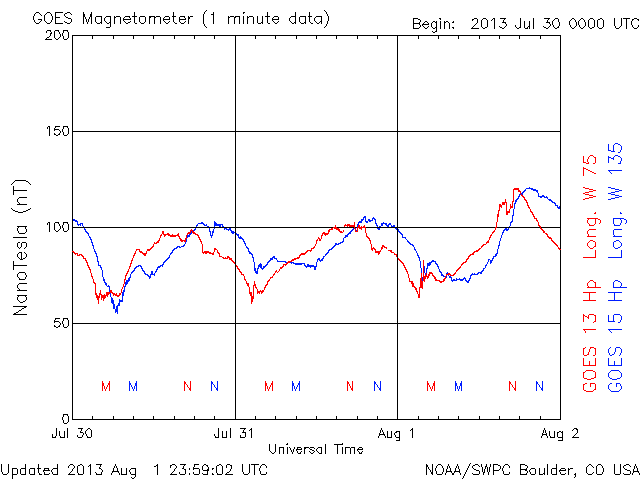 GOES Magnetometer (1 minute data)
Begin: 2013 Jul 30 0000 UTC
200
150
100
50
0
NanoTesla (nT)
M M N N M M N N M M N N
Jul 30 Jul 31 Aug 1 Aug 2
Universal Time
GOES 13 Hp Long. W 75
GOES 15 Hp Long. W 135
Updated 2013 Aug 1 23:59:02 UTC
NOAA/SWPC Boulder, CO USA